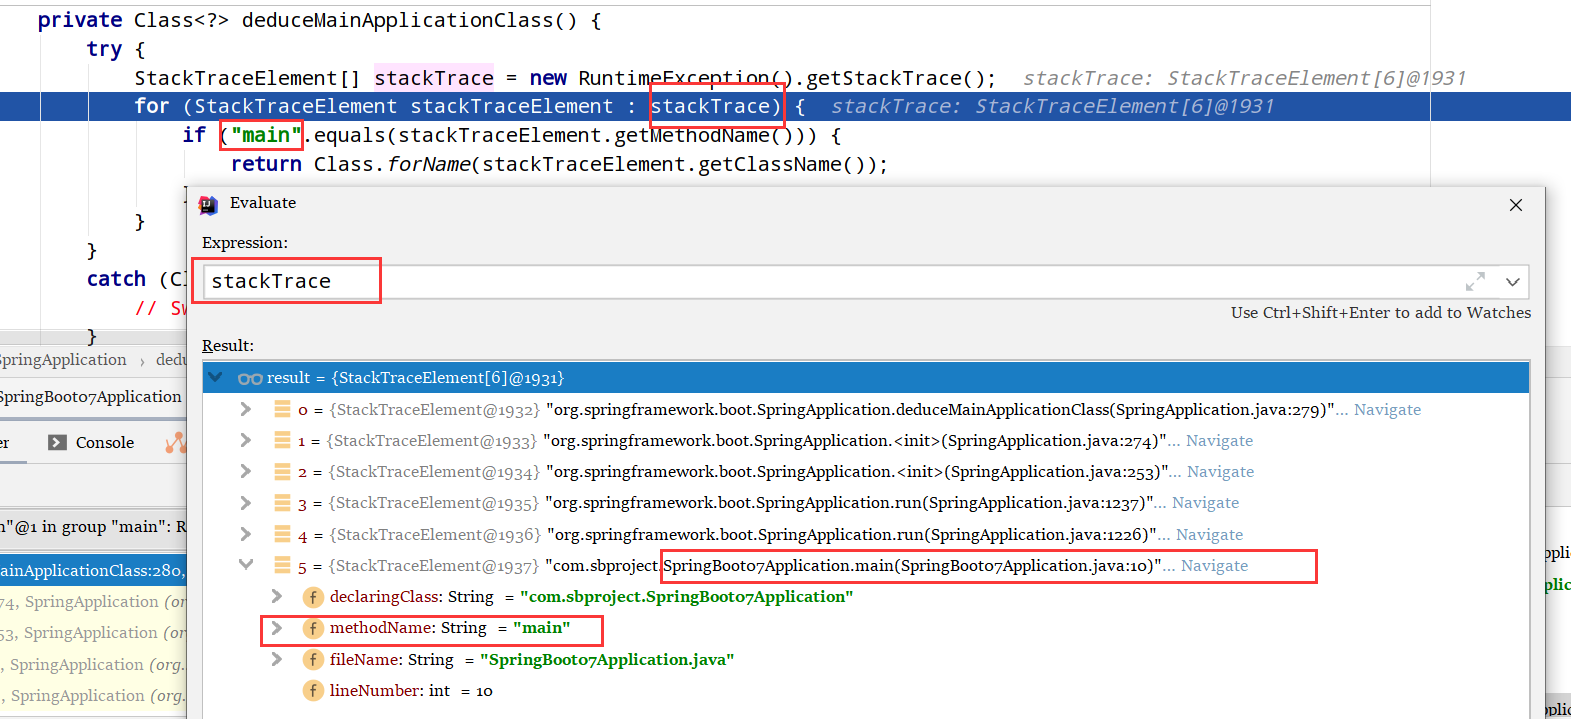 private Class<?> deduceMainApplicationClass() {
try {
StackTraceElement[] stackTrace = new RuntimeException().getStackTrace();  stackTrace: StackTraceElement[6]@1931
for (StackTraceElement stackTraceElement : stackTrace) {  stackTrace: StackTraceElement[6]@1931
if ("main".equals(stackTraceElement.getMethodName())) {
return Class.forName(stackTraceElement.getClassName());
}
}
}
catch (Cl
// Sw
}
Evaluate
Expression:
stackTrace
Use Ctrl+Shift+Enter to add to Watches
Result:
result = {StackTraceElement[6]@1931}
0 = {StackTraceElement@1932} "org.springframework.boot.SpringApplication.deduceMainApplicationClass(SpringApplication.java:279)"... Navigate
1 = {StackTraceElement@1933} "org.springframework.boot.SpringApplication.<init>(SpringApplication.java:274)"... Navigate
2 = {StackTraceElement@1934} "org.springframework.boot.SpringApplication.<init>(SpringApplication.java:253)"... Navigate
3 = {StackTraceElement@1935} "org.springframework.boot.SpringApplication.run(SpringApplication.java:1237)"... Navigate
4 = {StackTraceElement@1936} "org.springframework.boot.SpringApplication.run(SpringApplication.java:1226)"... Navigate
5 = {StackTraceElement@1937} "com.sbproject.SpringBoot07Application.main(SpringBoot07Application.java:10)"... Navigate
declaringClass: String = "com.sbproject.SpringBoot07Application"
methodName: String = "main"
fileName: String = "SpringBoot07Application.java"
lineNumber: int = 10
SpringApplication › dedu
SpringBoot07Application
er Console
n"@1 in group "main": R
ainApplicationClass:280,
74, SpringApplication (or
53, SpringApplication (or
, SpringApplication (org.
, SpringApplication (org.